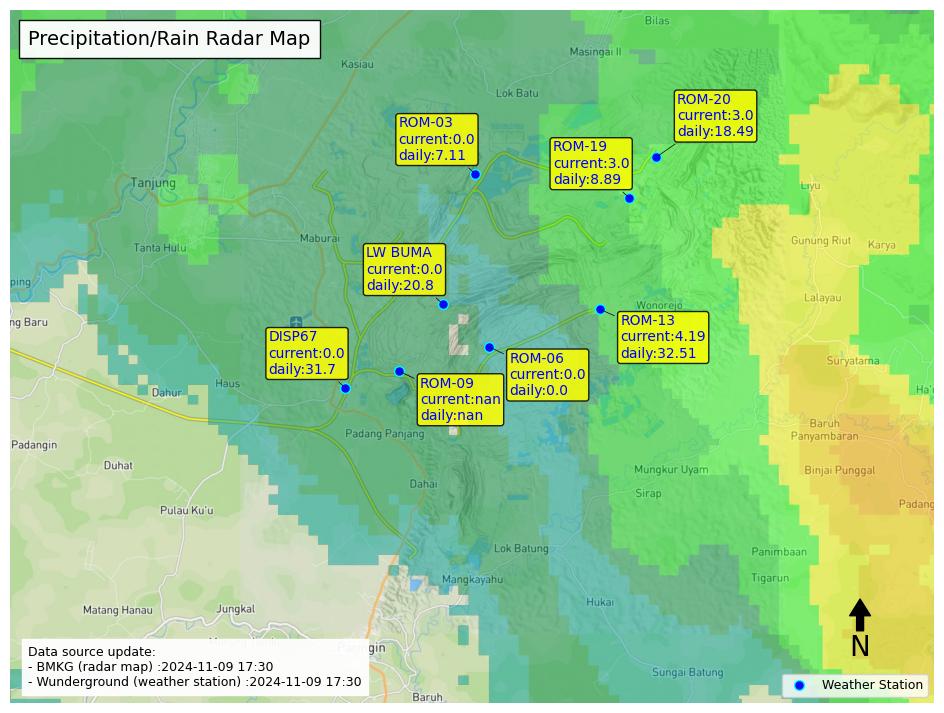 Precipitation/Rain Radar Map
Bilas
Masingai II
Kasiau
Lok Batu
ROM-20
current:3.0
daily:18.49
ROM-03
current:0.0
daily:7.11
ROM-19
current:3.0
daily:8.89
Tanjung
Liyu
Maburai
Tanta Hulu
Gunung Riut
Karya
LW BUMA
current:0.0
daily:20.8
ping
Lalayau
Wonorejo
ng Baru
ROM-13
current:4.19
daily:32.51
DISP67
current:0.0
daily:31.7
ROM-06
current:0.0
daily:0.0
Suryatama
Haus
Dahur
Ha'u
ROM-09
current:nan
daily:nan
Baruh
Panyambaran
Padang Panjang
Padangin
Duhat
Mungkur Uyam
Binjai Punggal
Dahai
Sirap
Padang
Pulau Ku'u
Lok Batung
Panimbaan
Mangkayahu
Tigarun
Hukai
Matang Hanau
Jungkal
N
Data source update:
- BMKG (radar map) :2024-11-09 17:30
- Wunderground (weather station) :2024-11-09 17:30
Sungai Batung
Weather Station
Baruh